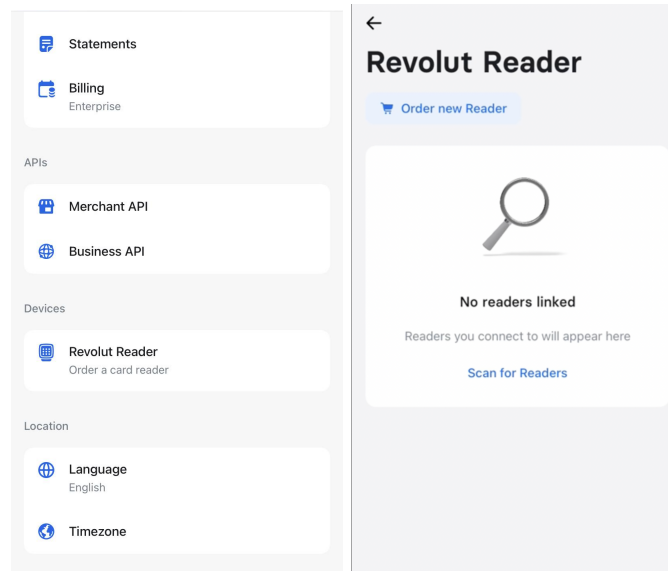 Statements
Billing
Enterprise
APIs
Merchant API
Business API
Devices
Revolut Reader
Order a card reader
Location
Language
English
Timezone
Revolut Reader
Order new Reader
No readers linked
Readers you connect to will appear here
Scan for Readers